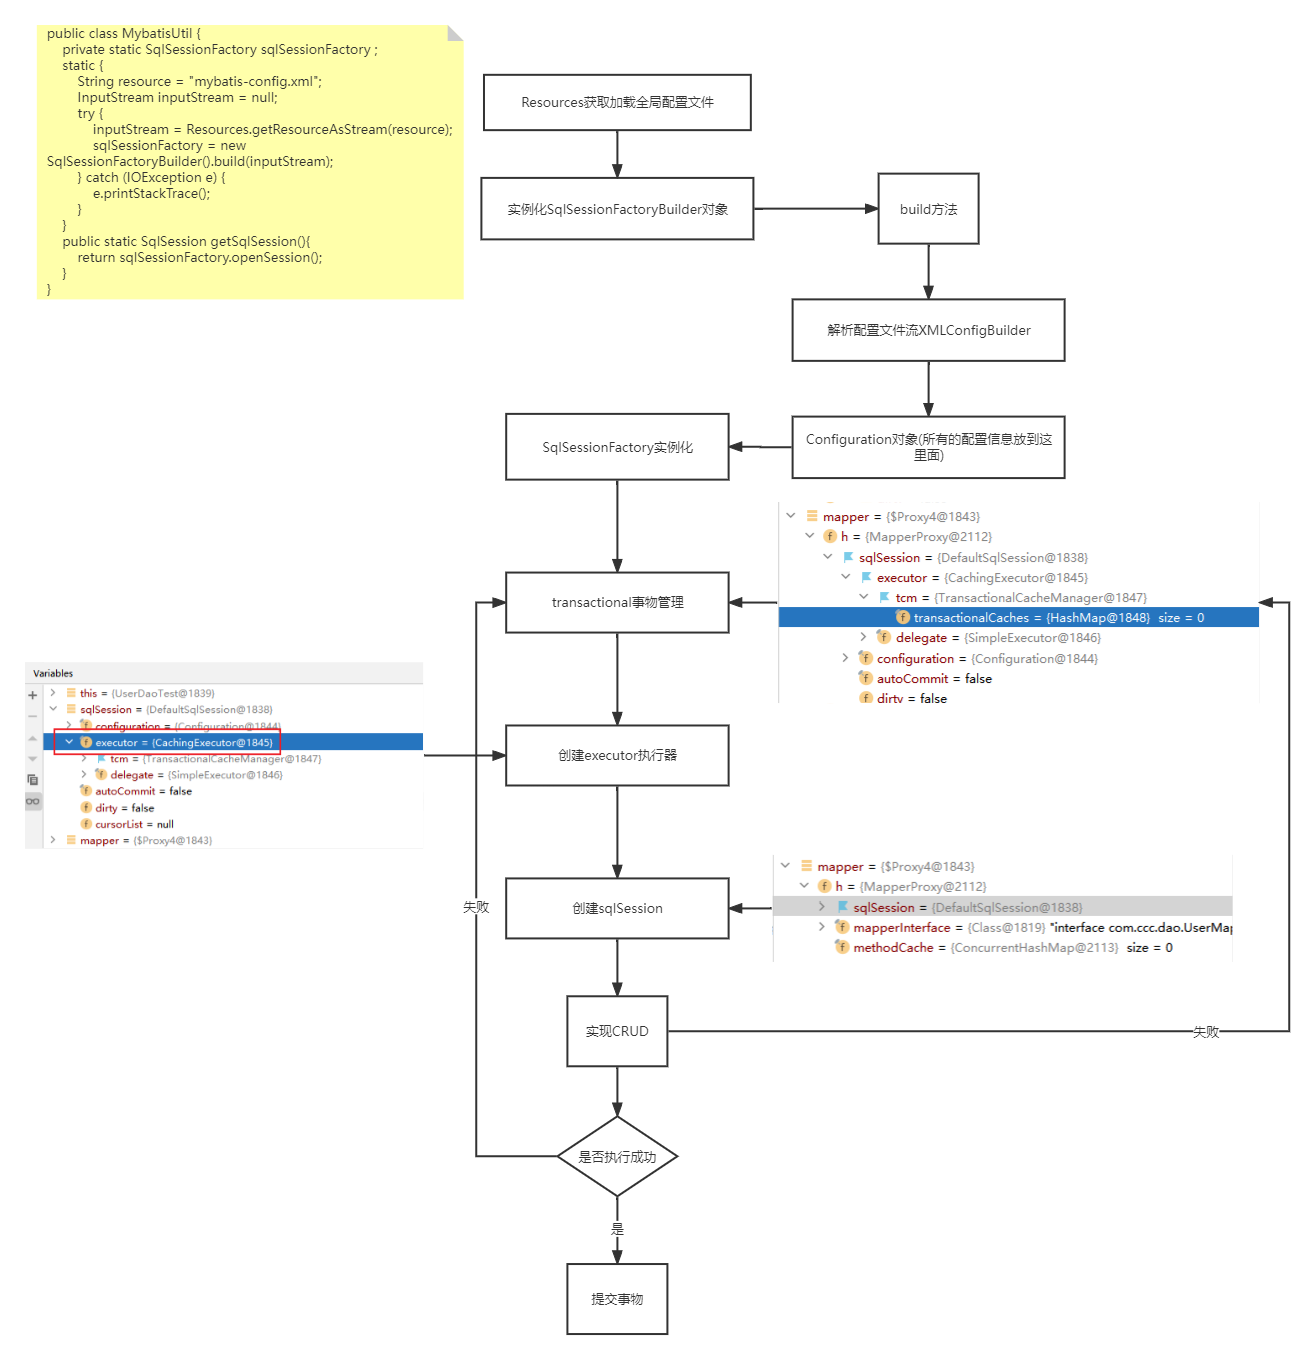 public class MybatisUtil {
private static SqlSessionFactory sqlSessionFactory ;
static {
String resource = "mybatis-config.xml";
InputStream inputStream = null;
try {
inputStream = Resources.getResourceAsStream(resource);
sqlSessionFactory = new
SqlSessionFactoryBuilder().build(inputStream);
} catch (IOException e) {
e.printStackTrace();
}
}
public static SqlSession getSqlSession(){
return sqlSessionFactory.openSession();
}
}
Resources获取加载全局配置文件
实例化SqlSessionFactoryBuilder对象
build方法
解析配置文件流XMLConfigBuilder
Configuration对象(所有的配置信息放到这
里面)
SqlSessionFactory实例化
mapper = {$Proxy4@1843}
h = {MapperProxy@2112}
sqlSession = {DefaultSqlSession@1838}
executor = {CachingExecutor@1845}
tcm = {TransactionalCacheManager@1847}
transactionalCaches = {HashMap@1848} size = 0
delegate = {SimpleExecutor@1846}
configuration = {Configuration@1844}
autoCommit = false
dirty = false
transactional事物管理
Variables
this = {UserDaoTest@1839}
sqlSession = {DefaultSqlSession@1838}
configuration = {Configuration@1844}
executor = {CachingExecutor@1845}
tcm = {TransactionalCacheManager@1847}
delegate = {SimpleExecutor@1846}
autoCommit = false
dirty = false
cursorList = null
mapper = {$Proxy4@1843}
创建executor执行器
mapper = {$Proxy4@1843}
h = {MapperProxy@2112}
sqlSession = {DefaultSqlSession@1838}
mapperInterface = {Class@1819} "interface com.ccc.dao.UserMap
methodCache = {ConcurrentHashMap@2113} size = 0
失败
创建sqlSession
实现CRUD
失败
是否执行成功
是
提交事物